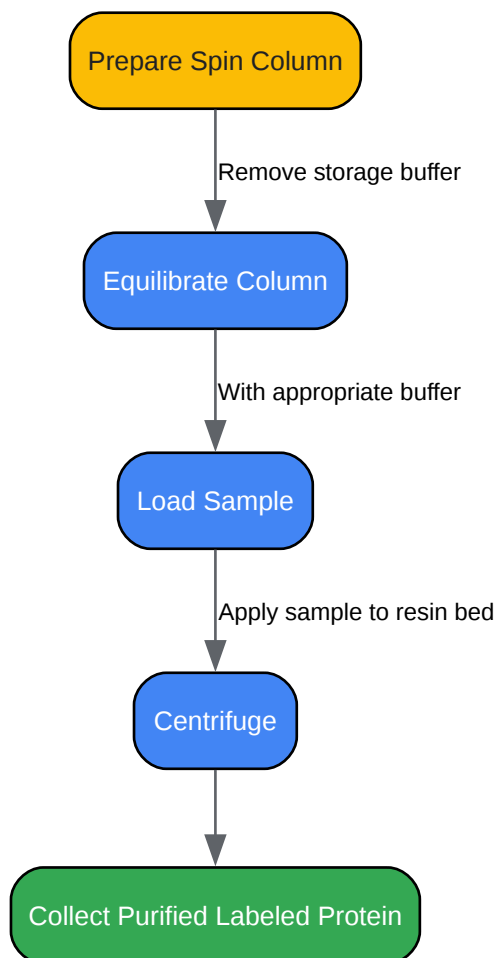 Prepare Spin Column
Remove storage buffer
Equilibrate Column
With appropriate buffer
Load Sample
Apply sample to resin bed
Centrifuge
Collect Purified Labeled Protein